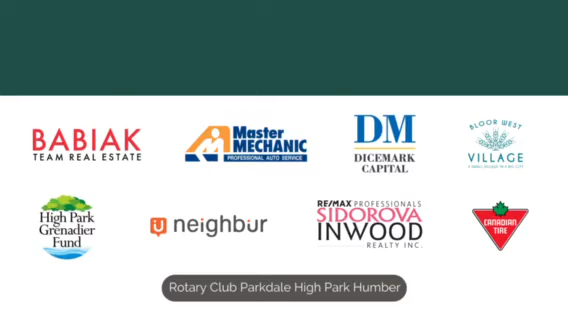 BABIAK
TEAM REAL ESTATE
Master
MECHANIC
PROFESSIONAL AUTO SERVICE
DM
DICEMARK
CAPITAL
BLOOR WEST
VILLAGE
High Park
Grenadier
Fund
neighbur
RE/MAX PROFESSIONALS
SIDOROVA
INWOOD
REALTY INC.
CANADIAN
TIRE
Rotary Club Parkdale High Park Humber